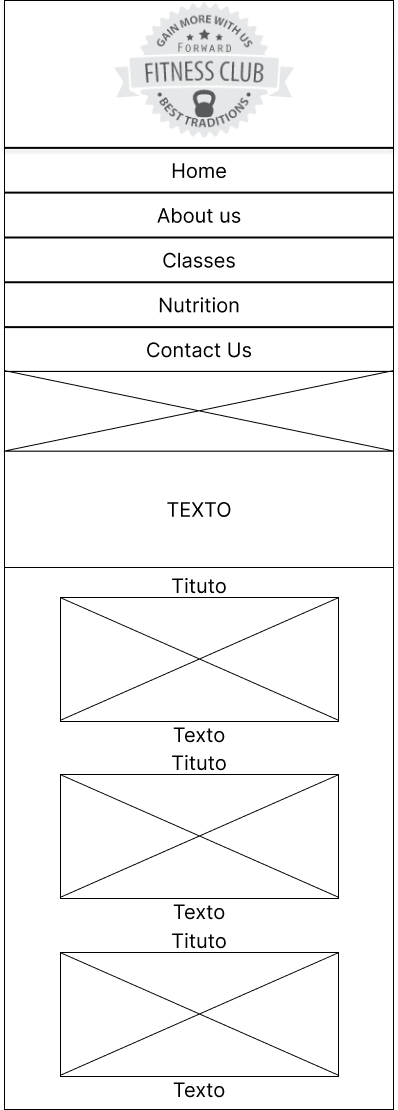 GAIN MORE WITH US
FORWARD
FITNESS CLUB
BEST TRADITIONS
Home
About us
Classes
Nutrition
Contact Us
TEXTO
Tituto
Texto
Tituto
Texto
Tituto
Texto